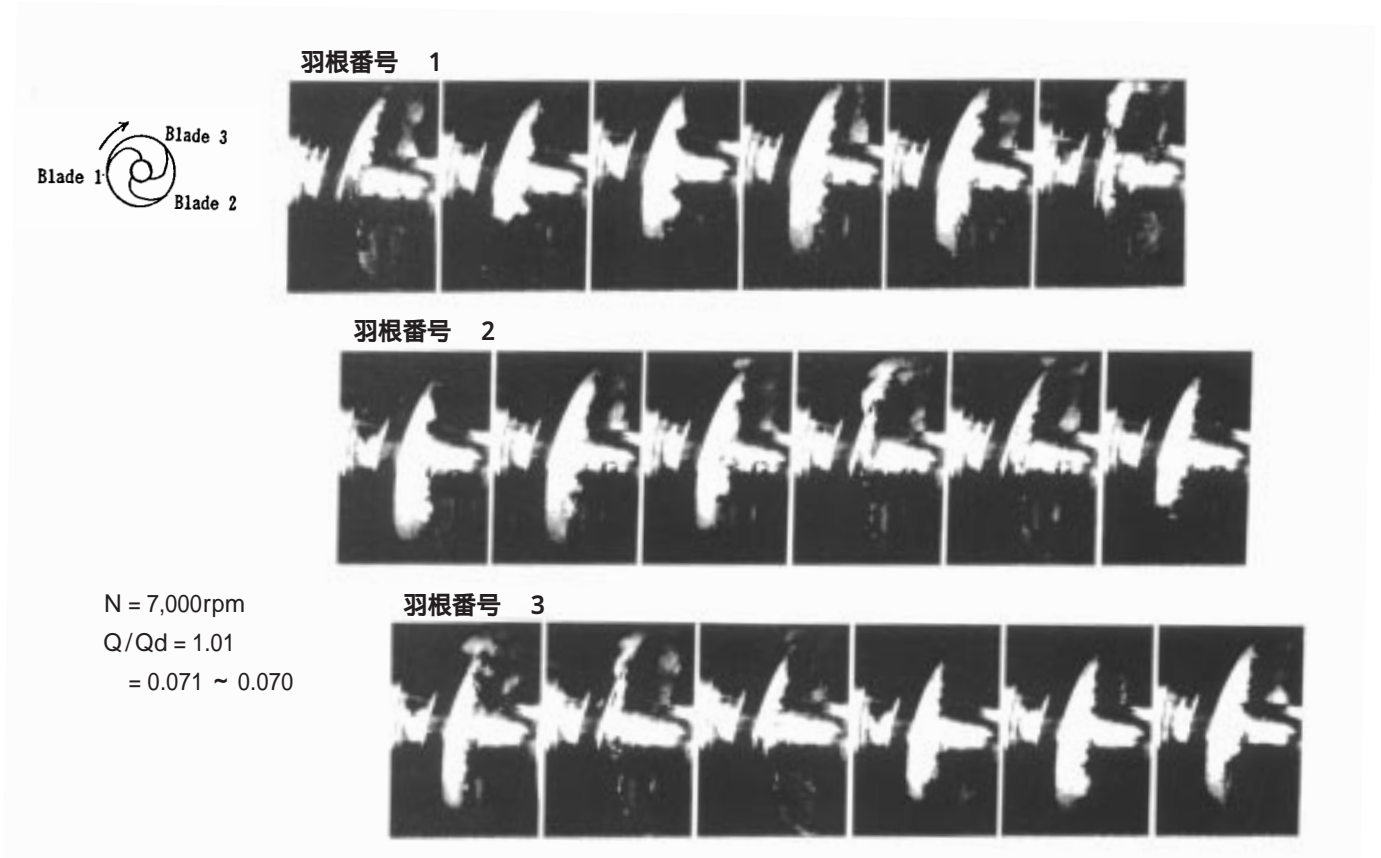 羽根番号 1
Blade 3
Blade 1
Blade 2
羽根番号 2
N = 7,000rpm
Q/Qd = 1.01
= 0.071 ~ 0.070
羽根番号 3